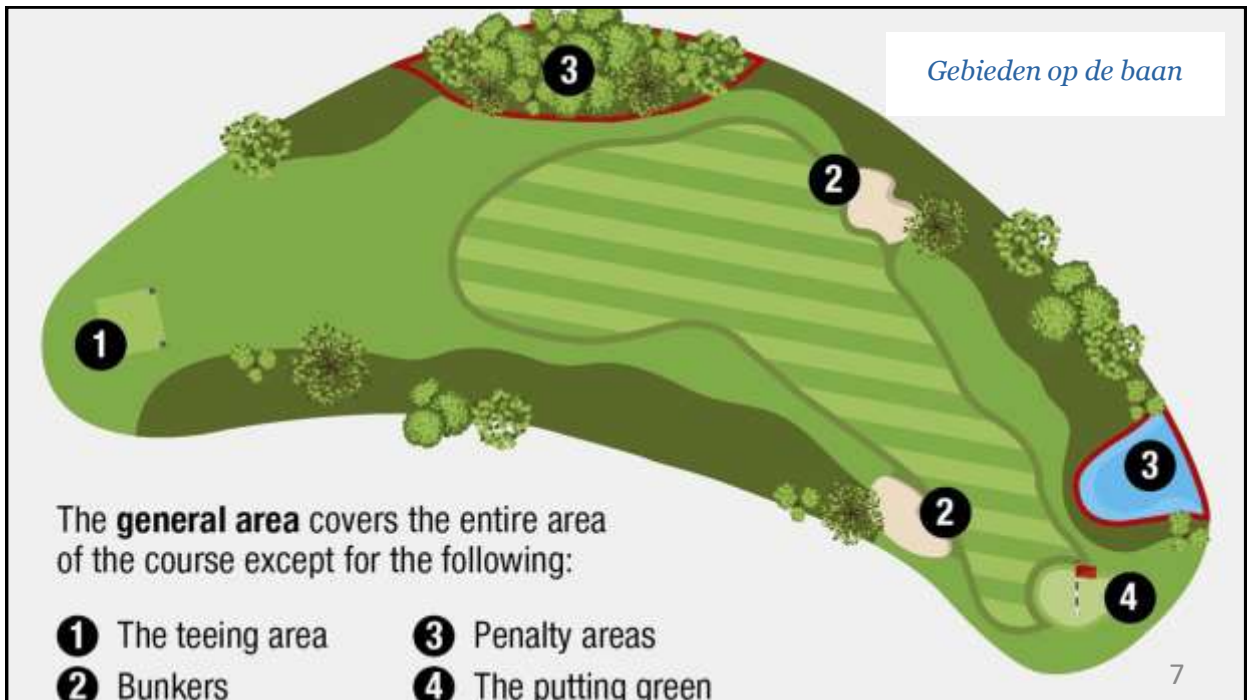 3
Gebieden op de baan
2
1
3
2
4
The general area covers the entire area
of the course except for the following:
1 The teeing area
3 Penalty areas
2 Bunkers
4 The putting green
7